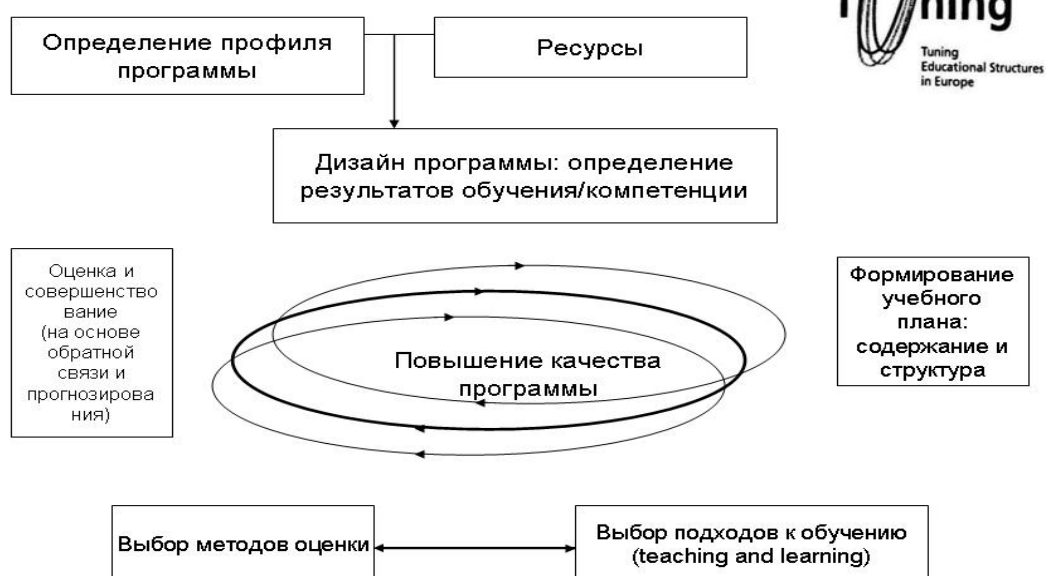 Tuning
Tuning
Educational Structures
in Europe
Определение профиля
программы
Ресурсы
Дизайн программы: определение
результатов обучения/компетенции
Оценка и
совершенство
вание
(на основе
обратной
связи и
прогнозирова
ния)
Повышение качества
программы
Формирование
учебного
плана:
содержание и
структура
Выбор методов оценки
Выбор подходов к обучению
(teaching and learning)